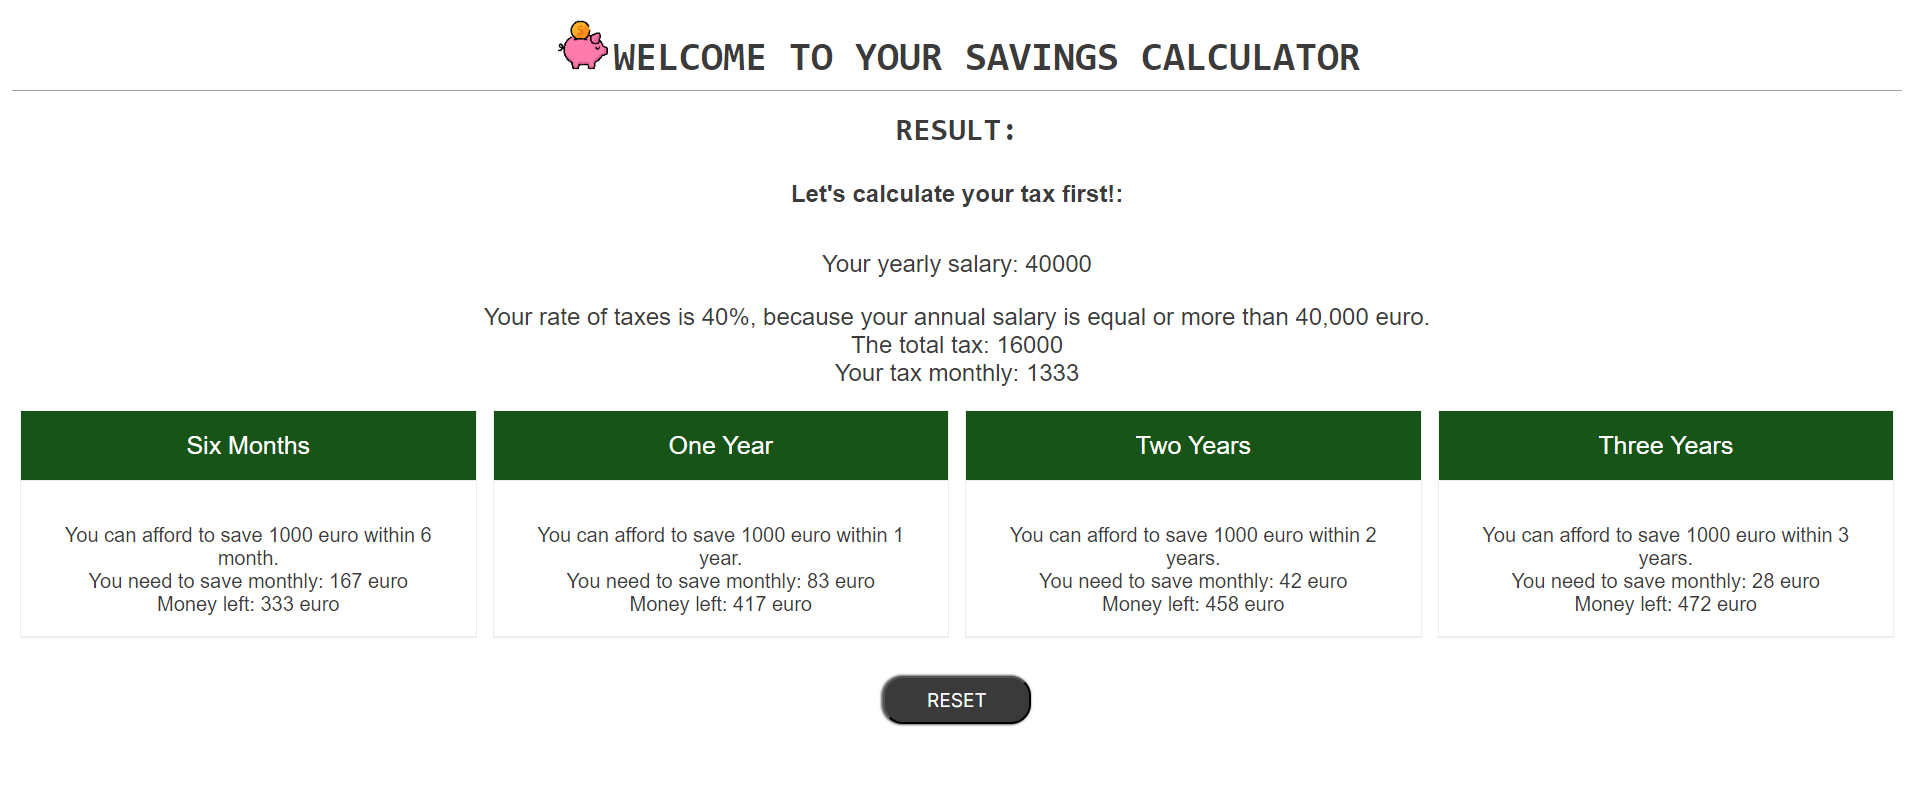 WELCOME TO YOUR SAVINGS CALCULATOR
RESULT:
Let's calculate your tax first!:
Your yearly salary: 40000
Your rate of taxes is 40%, because your annual salary is equal or more than 40,000 euro.
The total tax: 16000
Your tax monthly: 1333
Six Months
You can afford to save 1000 euro within 6
month.
You need to save monthly: 167 euro
Money left: 333 euro
One Year
You can afford to save 1000 euro within 1
year.
You need to save monthly: 83 euro
Money left: 417 euro
Two Years
You can afford to save 1000 euro within 2
years.
You need to save monthly: 42 euro
Money left: 458 euro
Three Years
You can afford to save 1000 euro within 3
years.
You need to save monthly: 28 euro
Money left: 472 euro
RESET